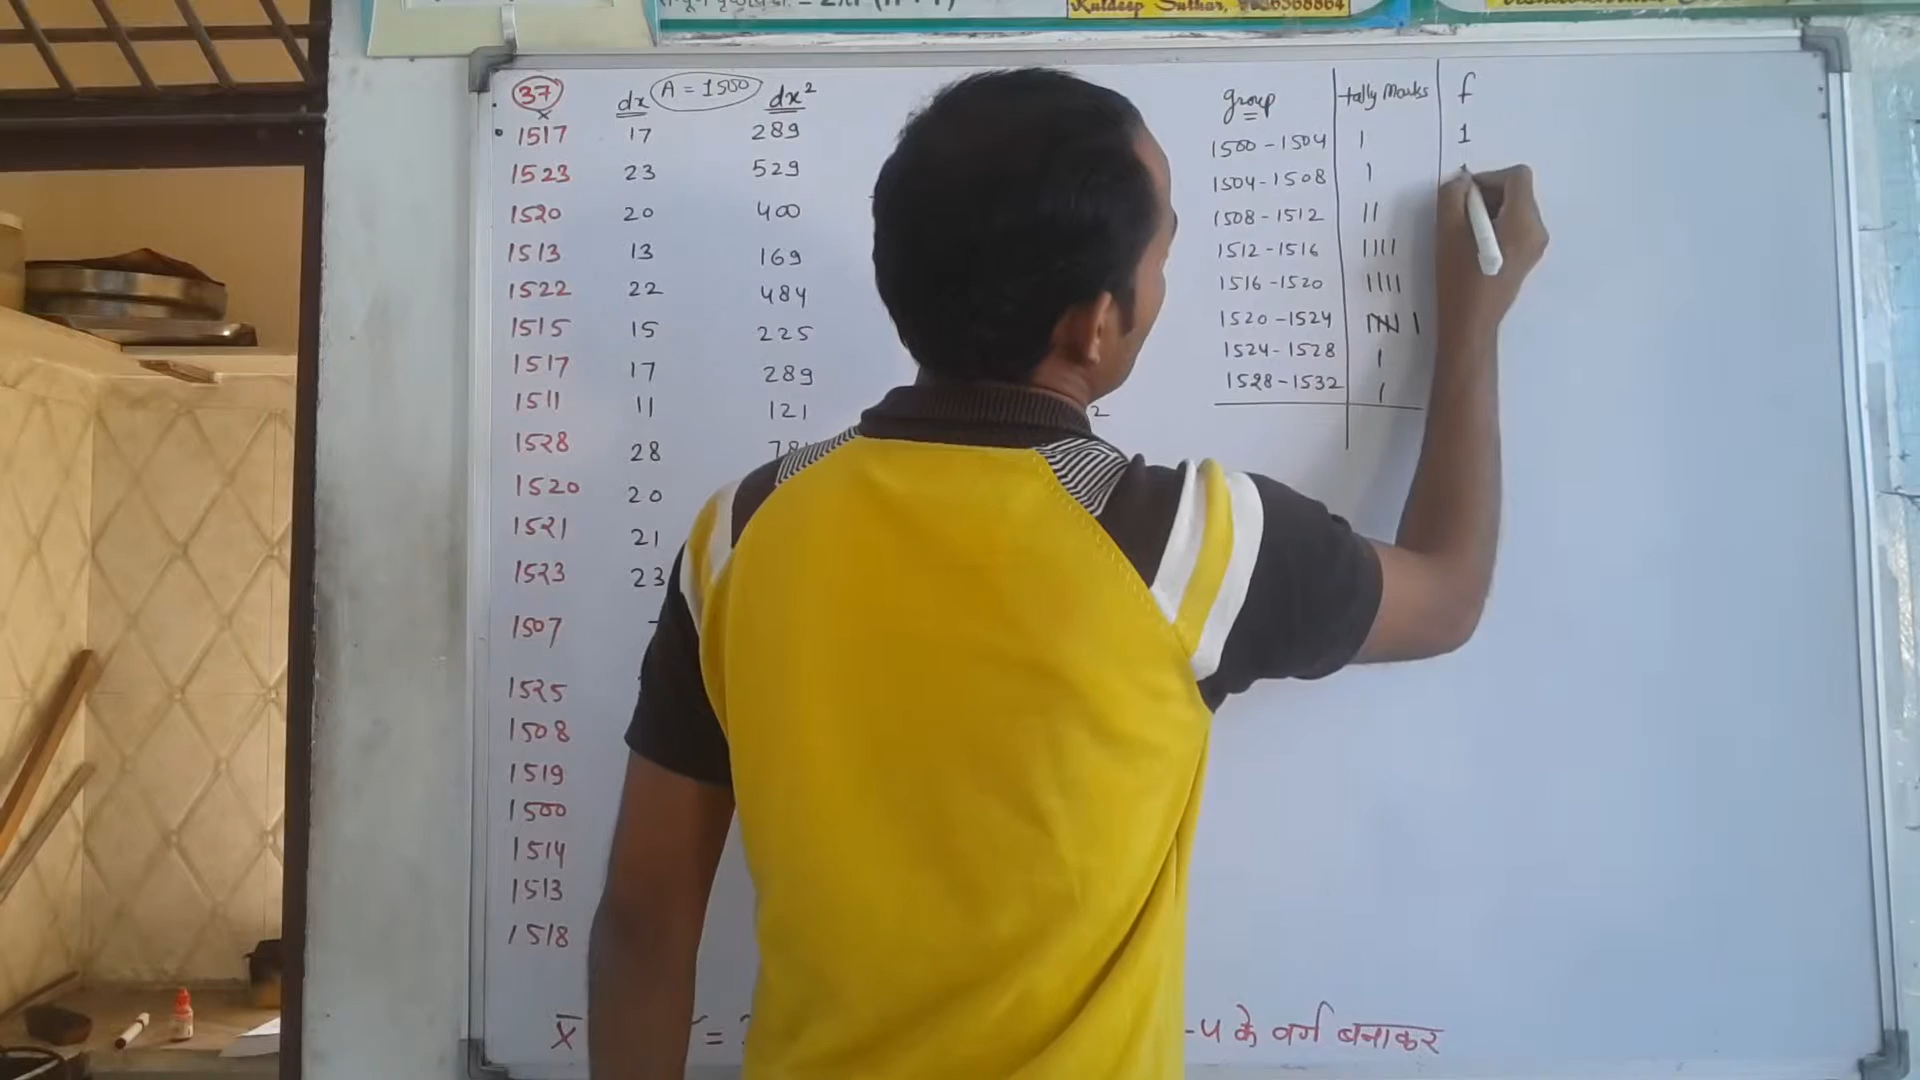 Kuldeep Suthar,
37
x dx A = 1500 dx²
1517 17 289
1523 23 529
1520 20 400
1513 13 169
1522 22 484
1515 15 225
1517 17 289
1511 11 121
1528 28
1520 20
1521 21
1523 23
1507
1525
1508
1519
1500
1514
1513
1518
group tally Marks f
1500-1504 | 1
1504-1508 |
1508-1512 ||
1512-1516 ||||
1516-1520 ||||
1520-1524 |||| |
1524-1528 |
1528-1532 |
2
x̄ = -4 के वर्ग बनाकर